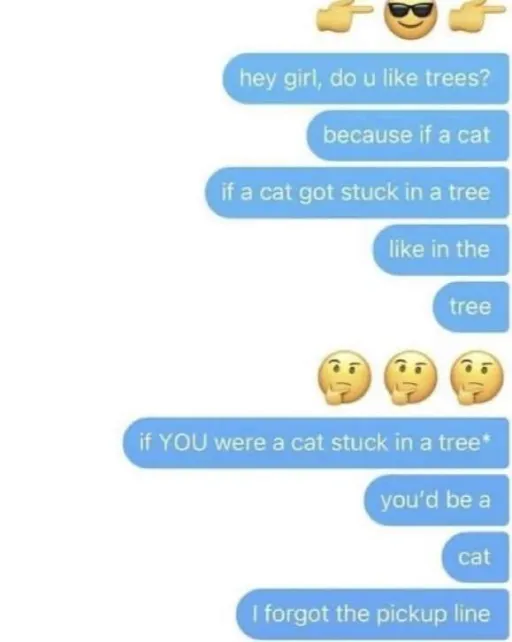 hey girl, do u like trees?
because if a cat
if a cat got stuck in a tree
like in the
tree
if YOU were a cat stuck in a tree*
you'd be a
cat
I forgot the pickup line